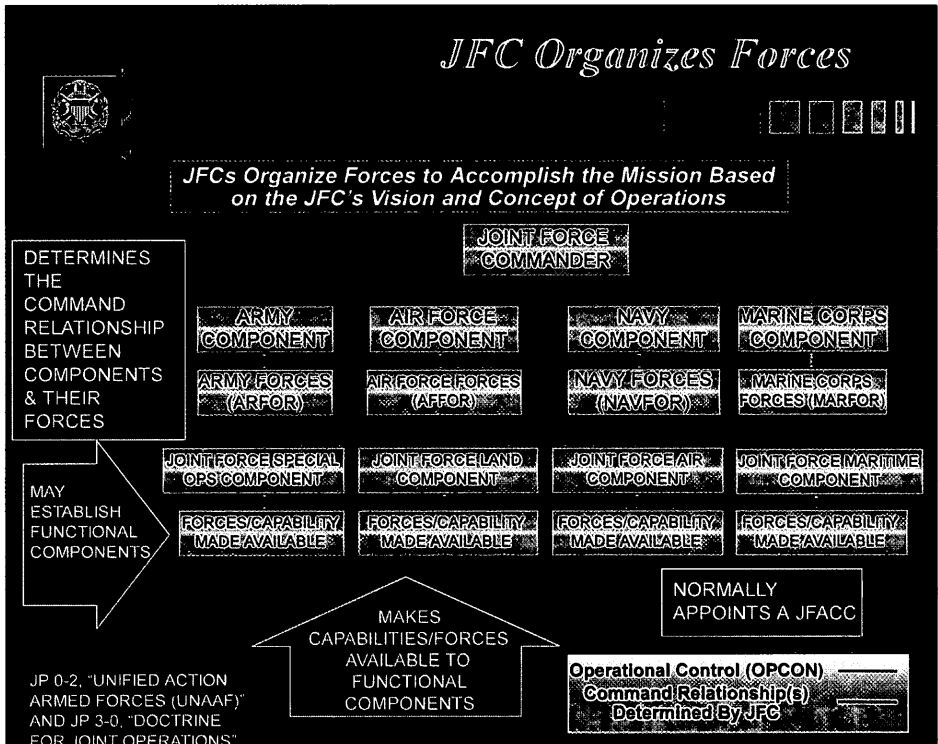 JFC Organizes Forces
JFCs Organize Forces to Accomplish the Mission Based
on the JFC's Vision and Concept of Operations
JOINT FORCE
COMMANDER
DETERMINES
THE
COMMAND
RELATIONSHIP
BETWEEN
COMPONENTS
& THEIR
FORCES
ARMY
COMPONENT
AIR FORCE
COMPONENT
NAVY
COMPONENT
MARINE CORPS
COMPONENT
ARMY FORCES
(ARFOR)
AIR FORCE FORCES
(AFFOR)
NAVY FORCES
(NAVFOR)
MARINE CORPS
FORCES (MARFOR)
MAY
ESTABLISH
FUNCTIONAL
COMPONENTS
JOINT FORCE SPECIAL
OPS COMPONENT
JOINT FORCE LAND
COMPONENT
JOINT FORCE AIR
COMPONENT
JOINT FORCE MARITIME
COMPONENT
FORCES/CAPABILITY
MADE AVAILABLE
FORCES/CAPABILITY
MADE AVAILABLE
FORCES/CAPABILITY
MADE AVAILABLE
FORCES/CAPABILITY
MADE AVAILABLE
MAKES
CAPABILITIES/FORCES
AVAILABLE TO
FUNCTIONAL
COMPONENTS
NORMALLY
APPOINTS A JFACC
JP 0-2, "UNIFIED ACTION
ARMED FORCES (UNAAF)"
AND JP 3-0, "DOCTRINE
FOR JOINT OPERATIONS"
Operational Control (OPCON)
Command Relationship(s)
Determined By JFC